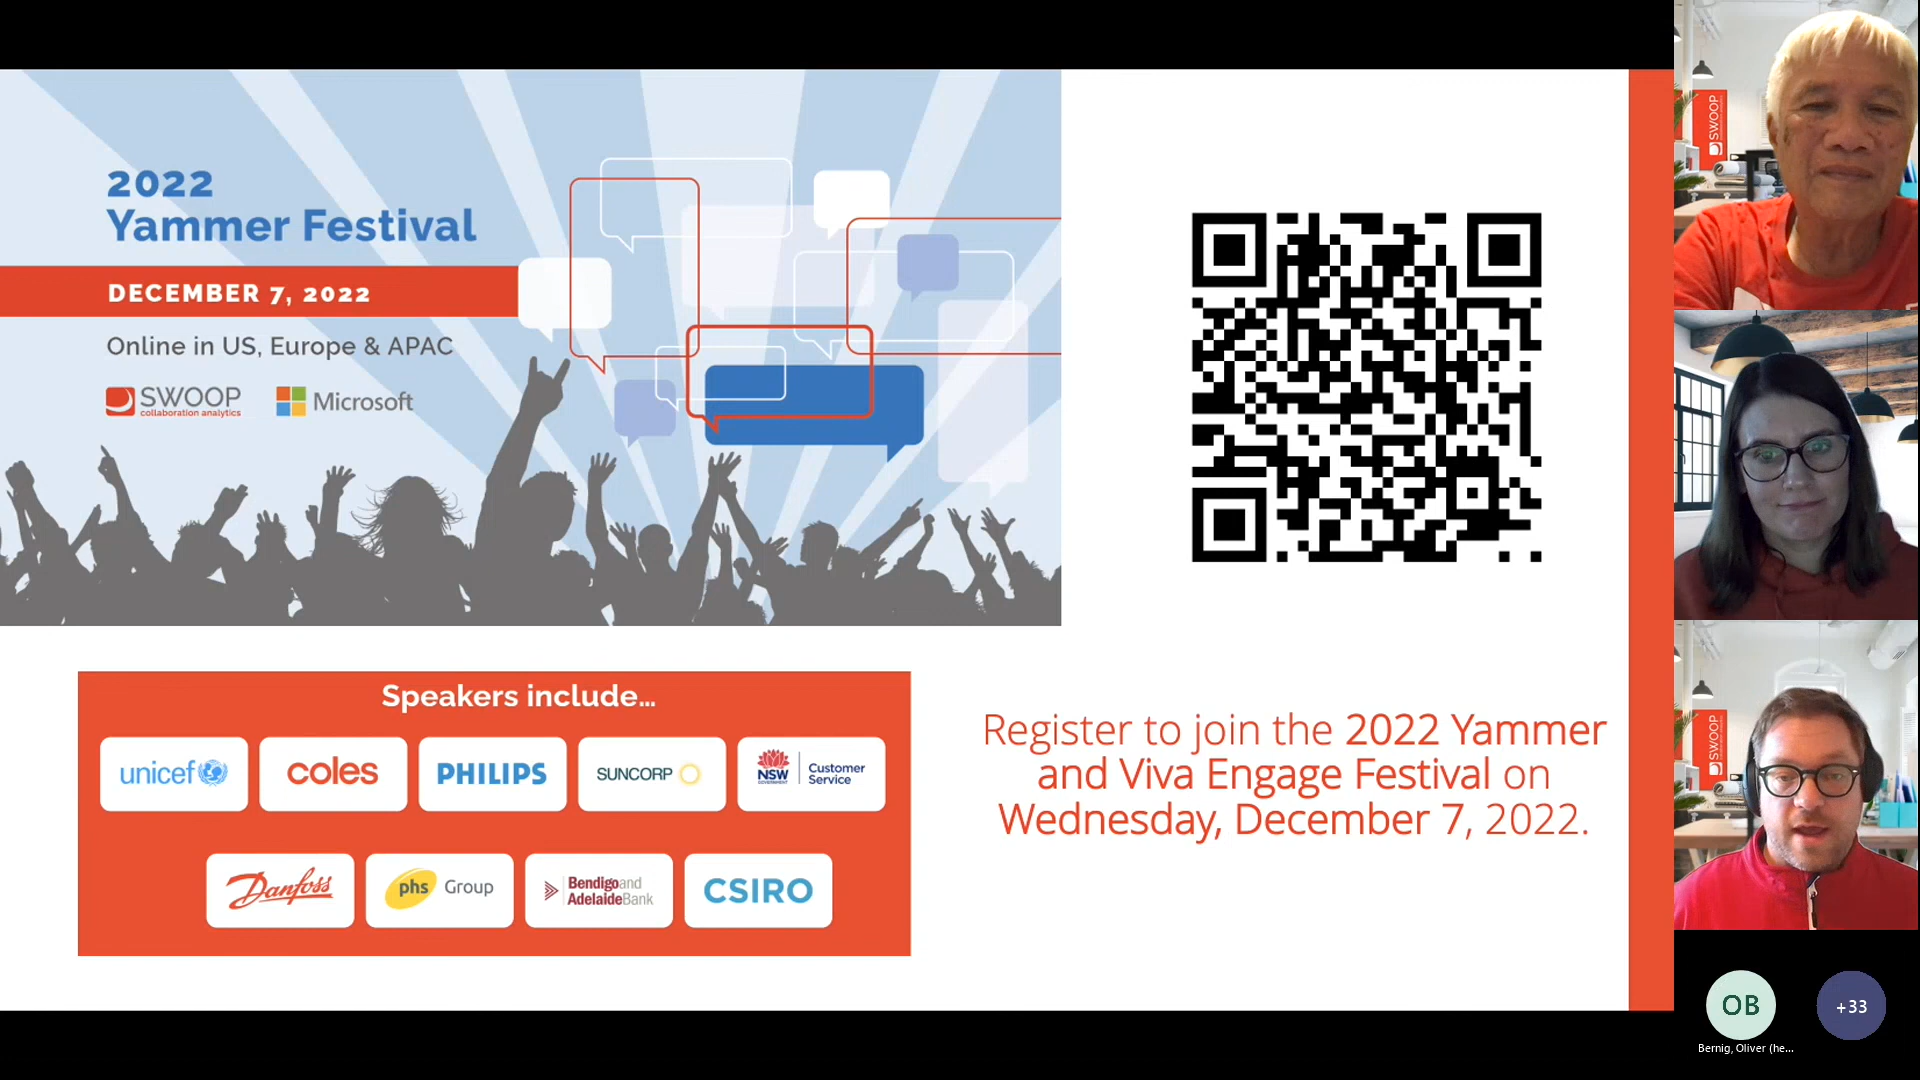 2022
Yammer Festival
DECEMBER 7, 2022
Online in US, Europe & APAC
SWOOP
collaboration analytics
Microsoft
Speakers include...
unicef
coles
PHILIPS
SUNCORP
NSW
GOVERNMENT
Customer
Service
Danfoss
phs Group
Bendigo and
AdelaideBank
CSIRO
Register to join the 2022 Yammer
and Viva Engage Festival on
Wednesday, December 7, 2022.
SWOOP
SWOOP
OB
Bernig, Oliver (he...
+33